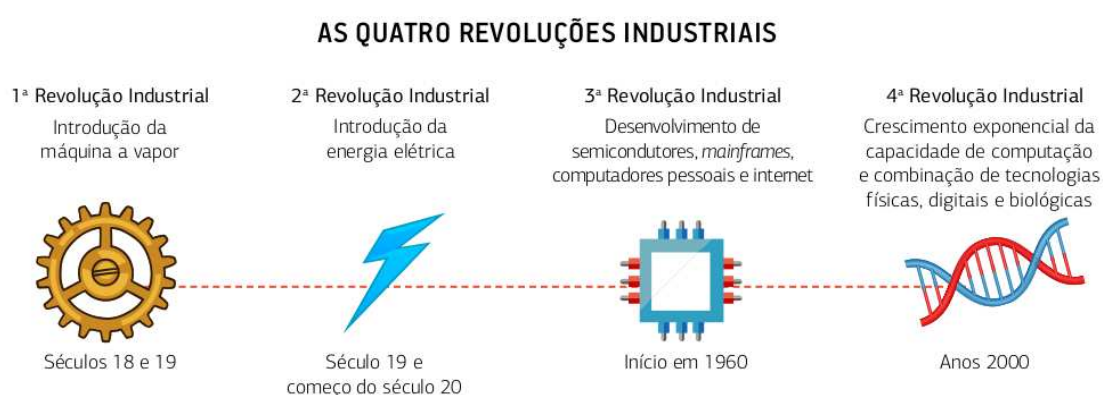 AS QUATRO REVOLUÇÕES INDUSTRIAIS
1ª Revolução Industrial
Introdução da
máquina a vapor
Séculos 18 e 19
2ª Revolução Industrial
Introdução da
energia elétrica
Século 19 e
começo do século 20
3ª Revolução Industrial
Desenvolvimento de
semicondutores, mainframes,
computadores pessoais e internet
Início em 1960
4ª Revolução Industrial
Crescimento exponencial da
capacidade de computação
e combinação de tecnologias
físicas, digitais e biológicas
Anos 2000